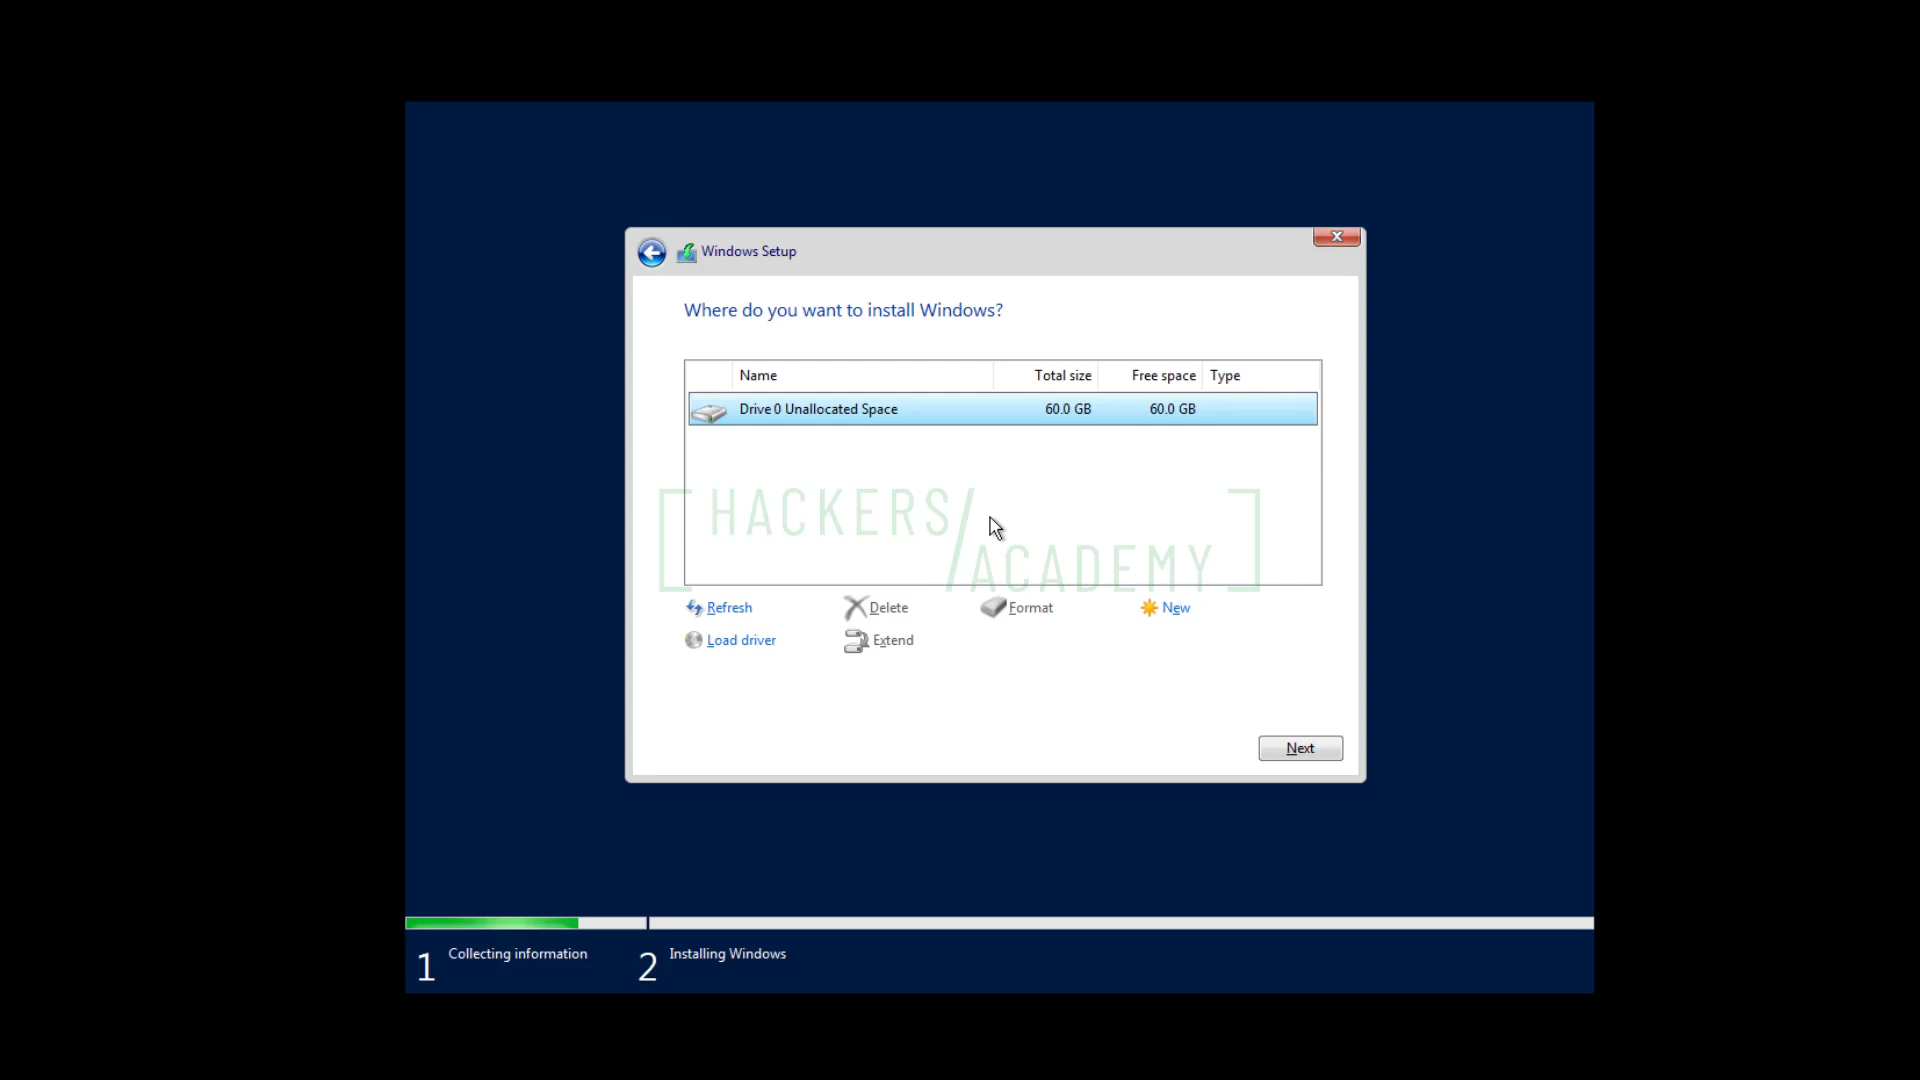 Windows Setup
Where do you want to install Windows?
Name Total size Free space Type
Drive 0 Unallocated Space 60.0 GB 60.0 GB
[HACKERS/
ACADEMY]
Refresh Delete Format New
Load driver Extend
Next
1 Collecting information 2 Installing Windows